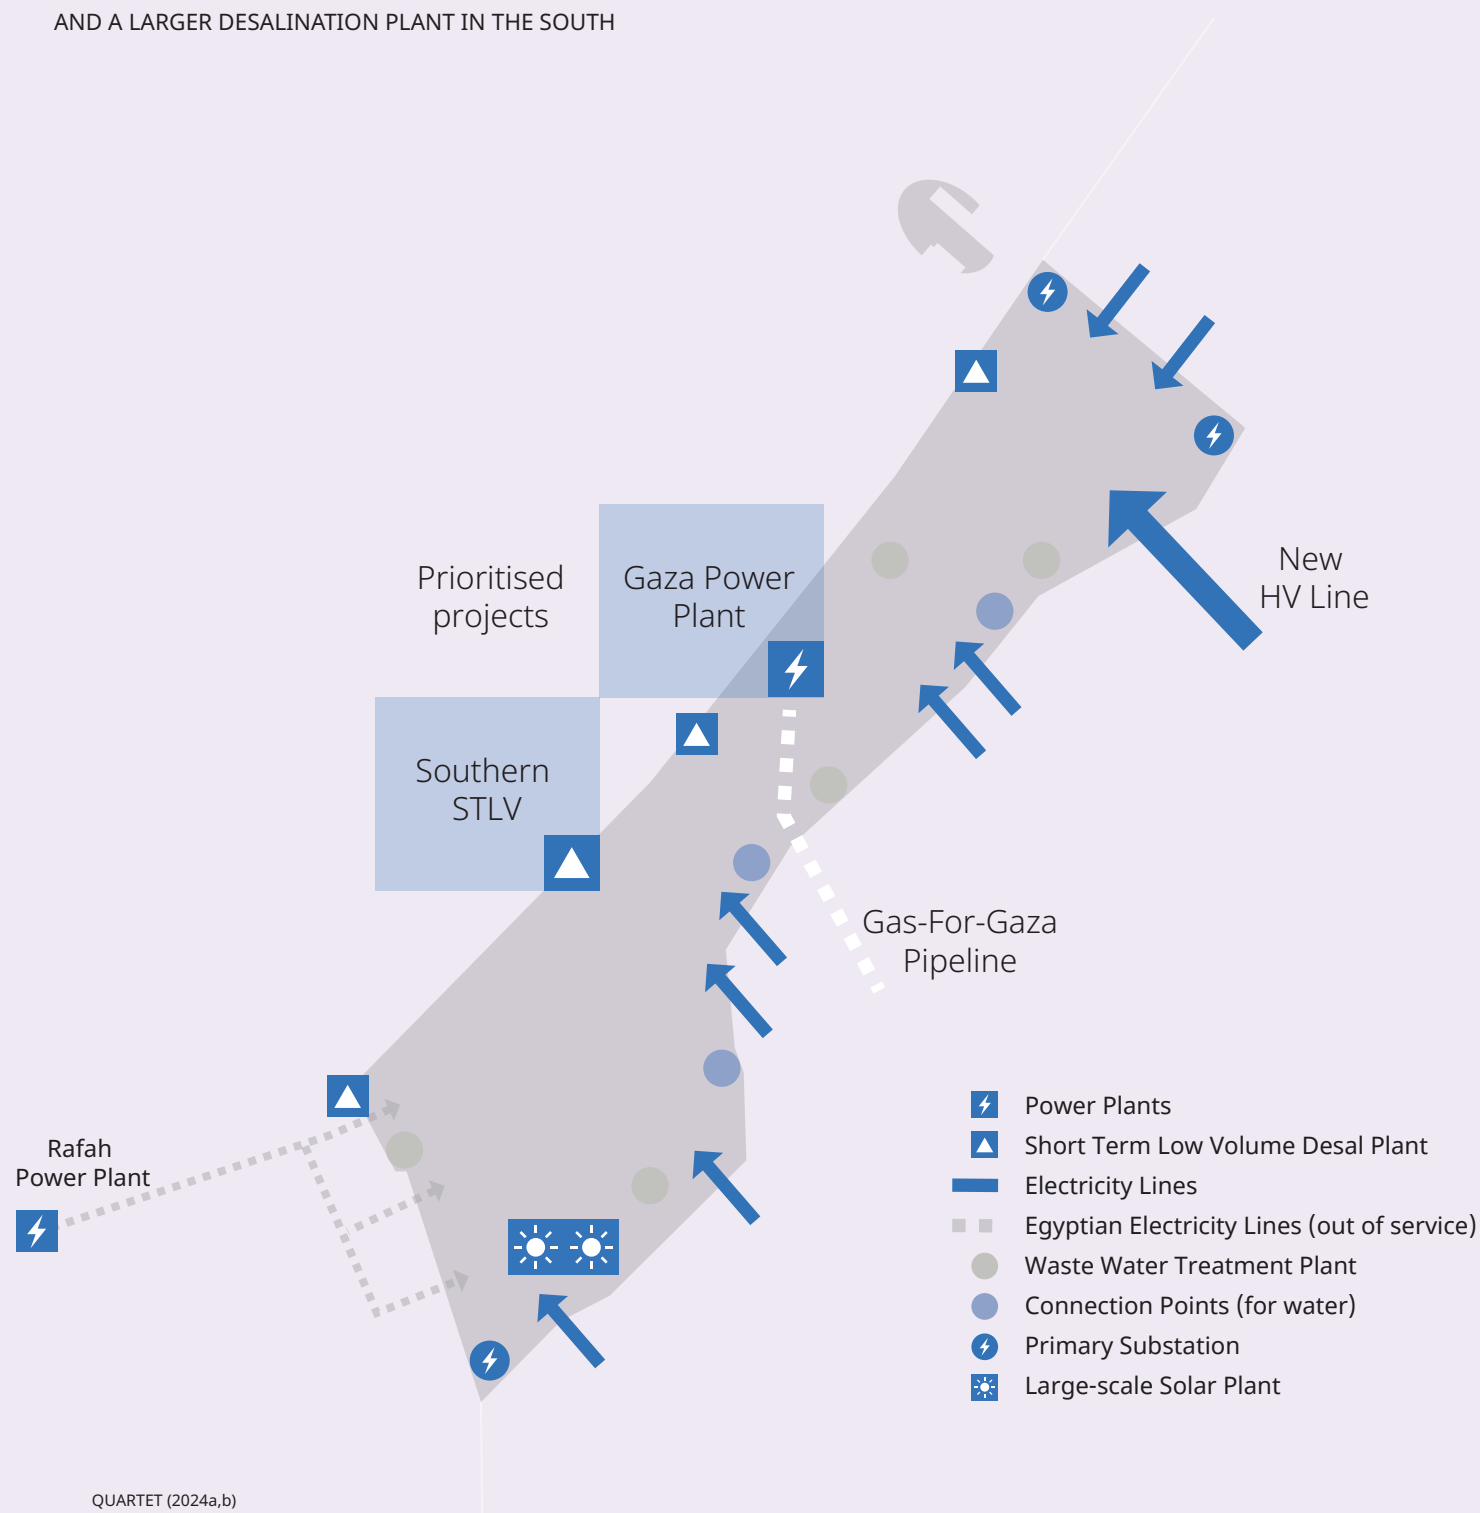 AND A LARGER DESALINATION PLANT IN THE SOUTH
Prioritised
projects
Gaza Power
Plant
New
HV Line
Southern
STLV
Gas-For-Gaza
Pipeline
Rafah
Power Plant
Power Plants
Short Term Low Volume Desal Plant
Electricity Lines
Egyptian Electricity Lines (out of service)
Waste Water Treatment Plant
Connection Points (for water)
Primary Substation
Large-scale Solar Plant
QUARTET (2024a,b)